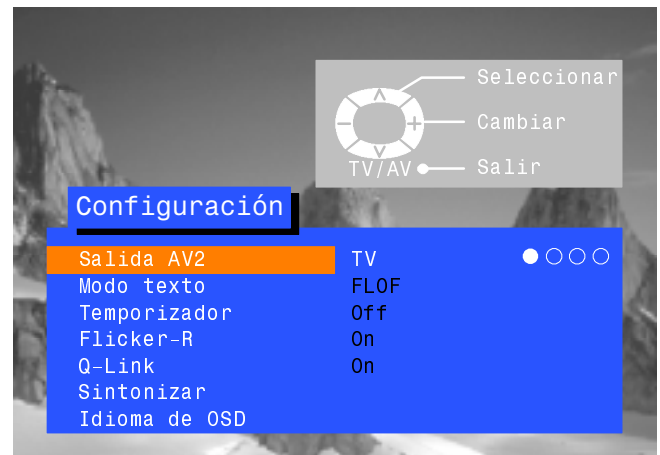 Seleccionar
Cambiar
TV/AV Salir
Configuración
Salida AV2 TV
Modo texto FLOF
Temporizador Off
Flicker-R On
Q-Link On
Sintonizar
Idioma de OSD